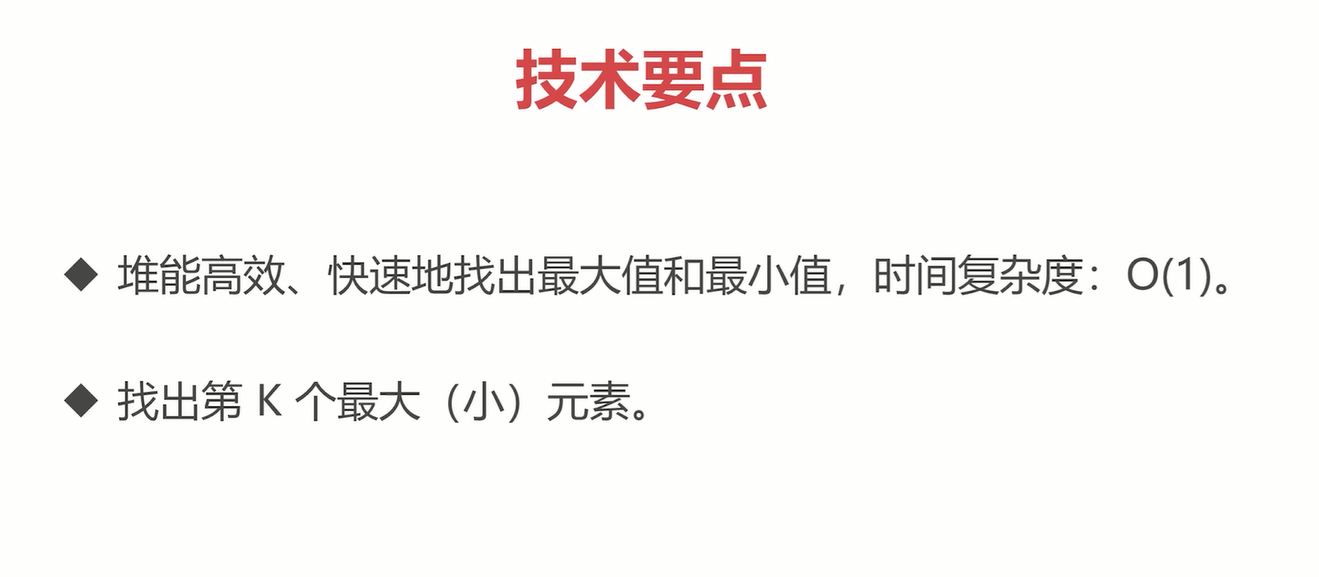 技术要点
◆ 堆能高效、快速地找出最大值和最小值，时间复杂度：O(1)。
◆ 找出第 K 个最大（小）元素。